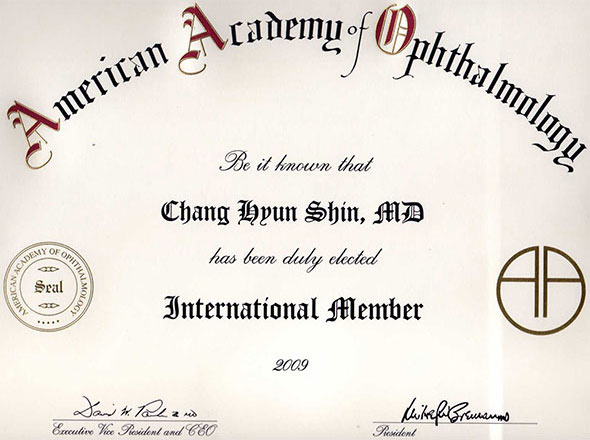 American Academy of Ophthalmology
Be it known that
Chang Hyun Shin, MD
has been duly elected
International Member
AMERICAN ACADEMY OF OPHTHALMOLOGY
Seal
AA
2009
Executive Vice President and CEO
President